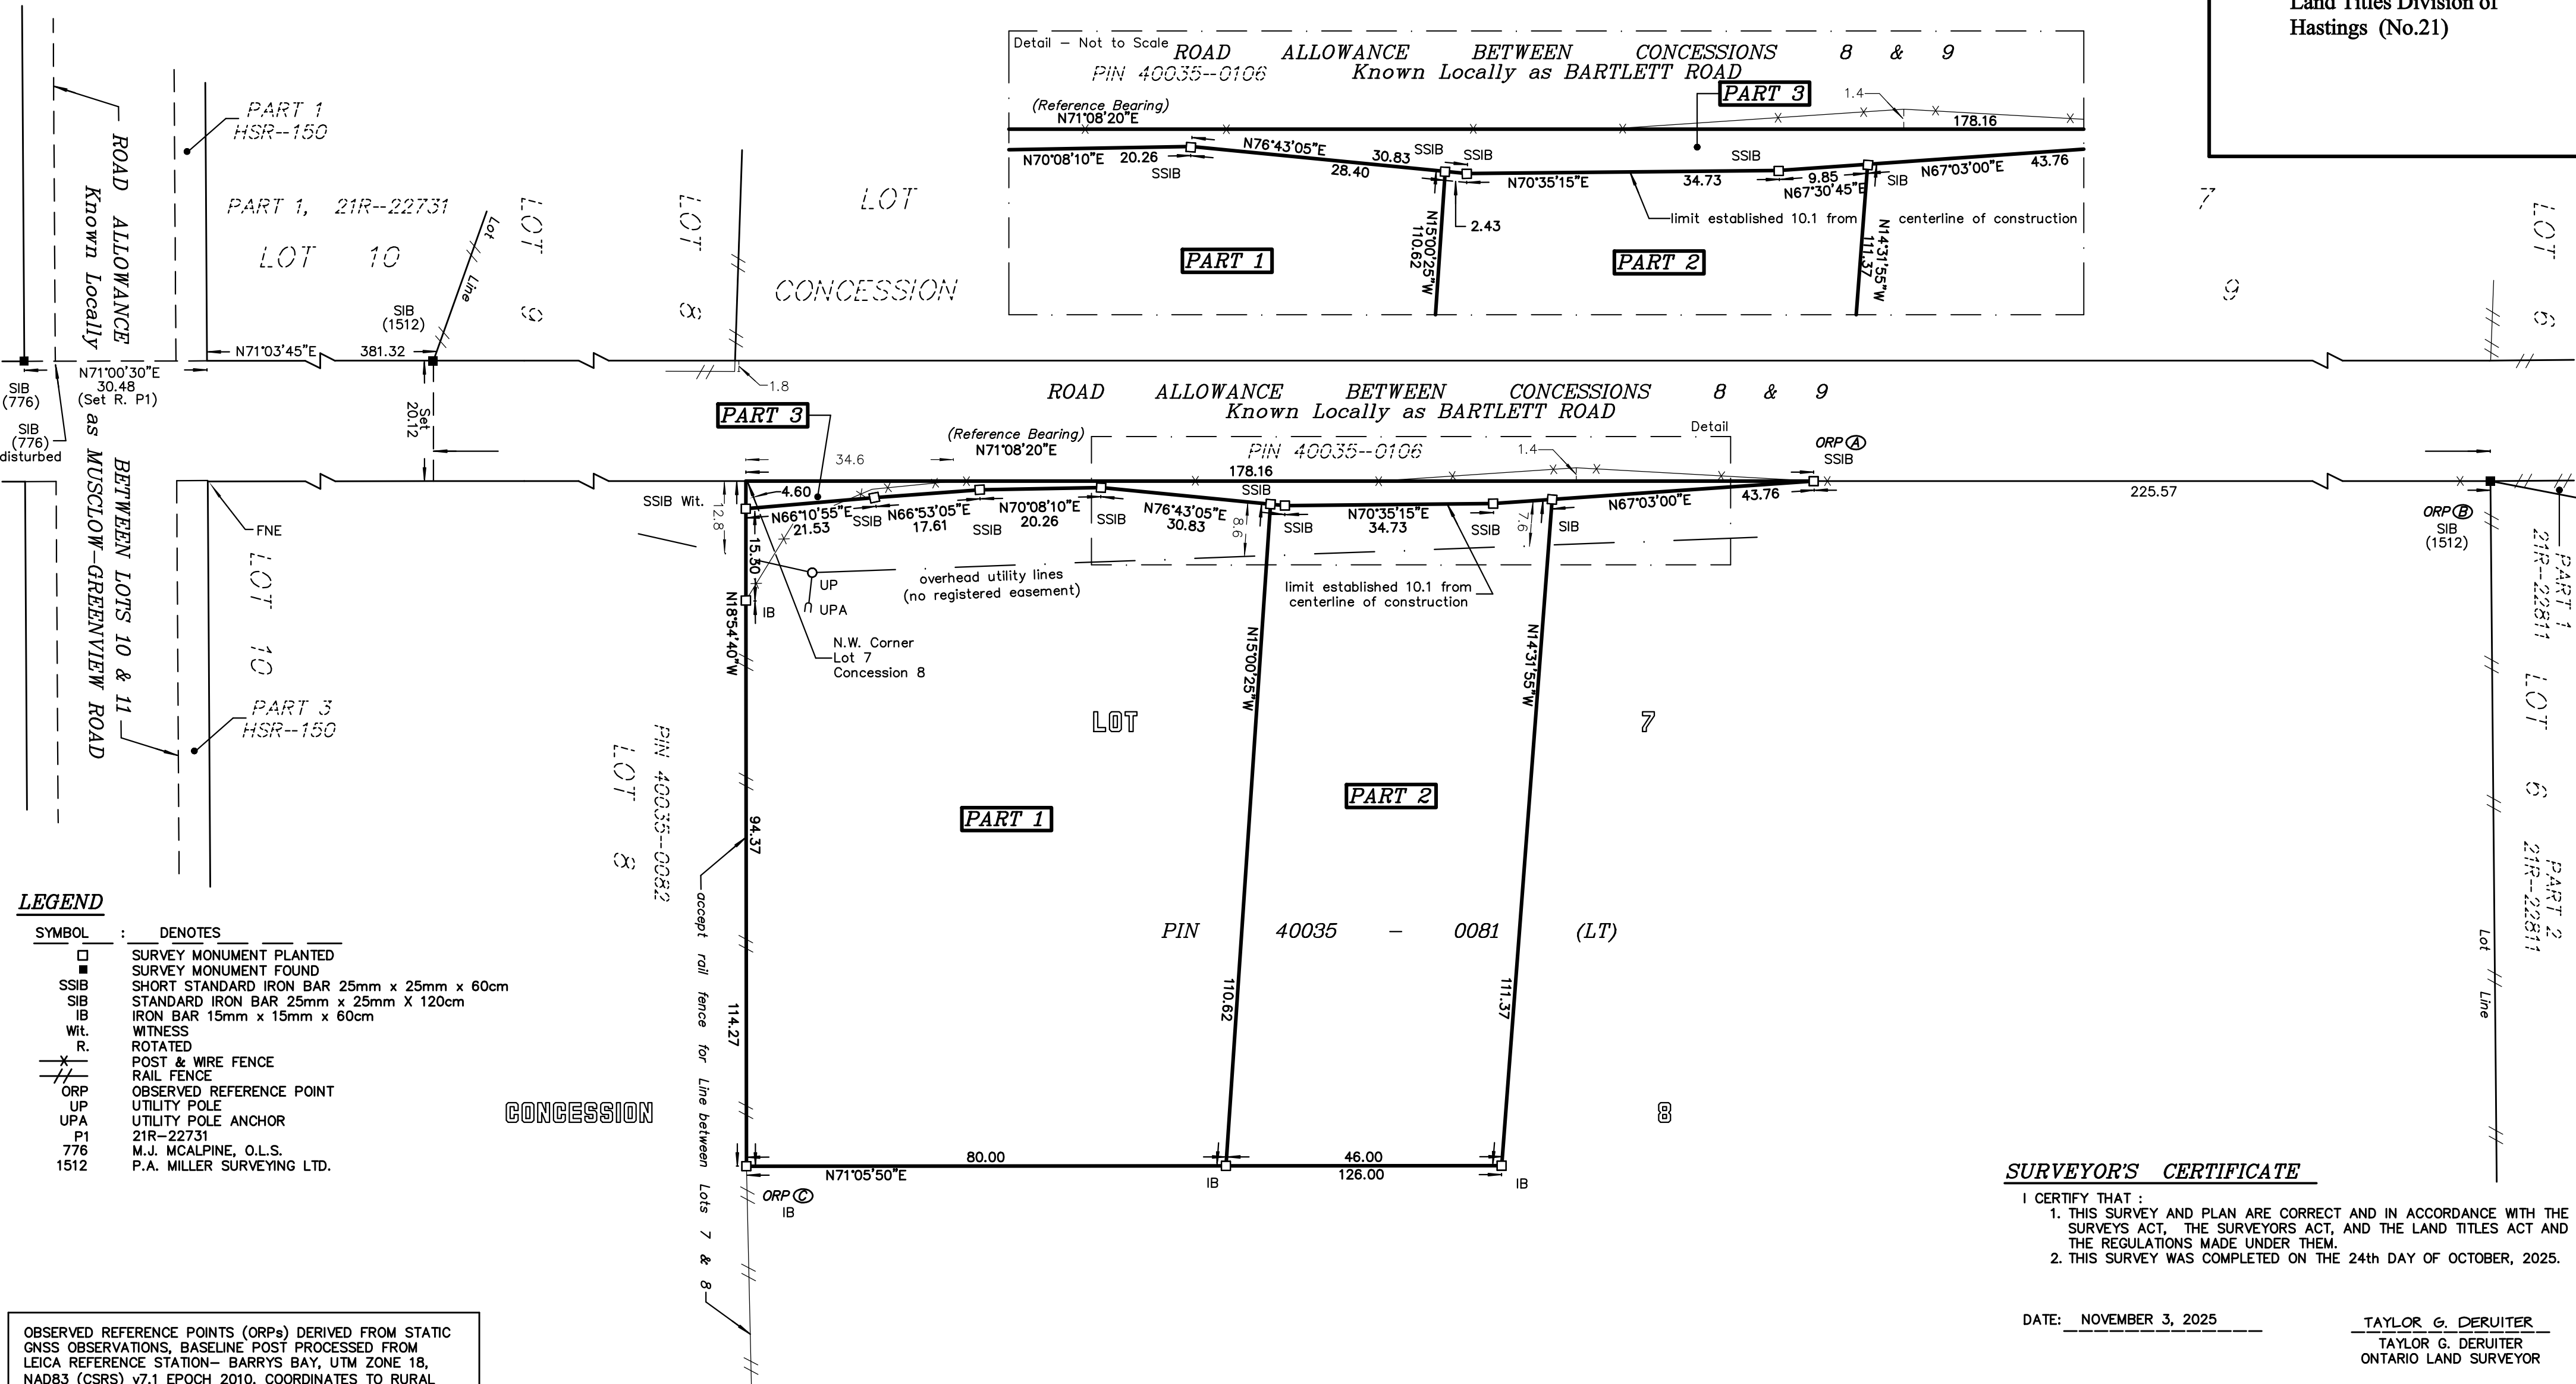 Land Titles Division of
Hastings (No.21)
Detail – Not to Scale
ROAD ALLOWANCE BETWEEN CONCESSIONS 8 & 9
PIN 40035--0106
Known Locally as BARTLETT ROAD
PART 3
1.4
(Reference Bearing)
N71°08'20"E
178.16
N70°08'10"E 20.26
SSIB
N76°43'05"E
30.83
28.40
SSIB
SSIB
2.43
N70°35'15"E
34.73
SSIB
9.85
N67°30'45"E
SIB
N67°03'00"E
43.76
limit established 10.1 from centerline of construction
N15°00'25"W
110.62
N14°31'55"W
111.37
PART 1
PART 2
PART 1
HSR--150
PART 1, 21R--22731
LOT 10
Lot Line
LOT 9
LOT 8
LOT
CONCESSION
7
9
LOT 6
ROAD ALLOWANCE
Known Locally
SIB
(1512)
N71°03'45"E 381.32
N71°00'30"E
30.48
(Set R. P1)
SIB
(776)
SIB
(776)
disturbed
Set
20.12
1.8
ROAD ALLOWANCE BETWEEN CONCESSIONS 8 & 9
Known Locally as BARTLETT ROAD
PART 3
(Reference Bearing)
N71°08'20"E
34.6
Detail
PIN 40035--0106
1.4
178.16
ORP A
SSIB
225.57
ORP B
SIB
(1512)
SSIB Wit.
4.60
12.8
N66°10'55"E
21.53
SSIB
N66°53'05"E
17.61
SSIB
N70°08'10"E
20.26
SSIB
N76°43'05"E
30.83
SSIB
8.6
SSIB
N70°35'15"E
34.73
SSIB
7.6
SIB
N67°03'00"E
43.76
15.30
IB
UP
UPA
overhead utility lines
(no registered easement)
limit established 10.1 from
centerline of construction
N.W. Corner
Lot 7
Concession 8
FNE
LOT 10
BETWEEN LOTS 10 & 11
as MUSCLOW-GREENVIEW ROAD
PART 3
HSR--150
N18°54'40"W
94.37
114.27
N15°00'25"W
110.62
N14°31'55"W
111.37
LOT 7
PIN 40035--0082
LOT 8
PART 1
PART 2
PIN 40035 – 0081 (LT)
CONCESSION 8
accept rail fence for Line between Lots 7 & 8
80.00
46.00
N71°05'50"E
126.00
ORP C
IB
IB
IB
PART 1
21R--22811
LOT 6
PART 2
21R--22811
Lot Line
LEGEND
SYMBOL : DENOTES
SURVEY MONUMENT PLANTED
SURVEY MONUMENT FOUND
SSIB SHORT STANDARD IRON BAR 25mm x 25mm x 60cm
SIB STANDARD IRON BAR 25mm x 25mm X 120cm
IB IRON BAR 15mm x 15mm x 60cm
Wit. WITNESS
R. ROTATED
POST & WIRE FENCE
RAIL FENCE
ORP OBSERVED REFERENCE POINT
UP UTILITY POLE
UPA UTILITY POLE ANCHOR
P1 21R–22731
776 M.J. MCALPINE, O.L.S.
1512 P.A. MILLER SURVEYING LTD.
OBSERVED REFERENCE POINTS (ORPs) DERIVED FROM STATIC
GNSS OBSERVATIONS, BASELINE POST PROCESSED FROM
LEICA REFERENCE STATION– BARRYS BAY, UTM ZONE 18,
NAD83 (CSRS) v7.1 EPOCH 2010. COORDINATES TO RURAL
SURVEYOR'S CERTIFICATE
I CERTIFY THAT :
1. THIS SURVEY AND PLAN ARE CORRECT AND IN ACCORDANCE WITH THE
SURVEYS ACT, THE SURVEYORS ACT, AND THE LAND TITLES ACT AND
THE REGULATIONS MADE UNDER THEM.
2. THIS SURVEY WAS COMPLETED ON THE 24th DAY OF OCTOBER, 2025.
DATE: NOVEMBER 3, 2025
TAYLOR G. DERUITER
TAYLOR G. DERUITER
ONTARIO LAND SURVEYOR